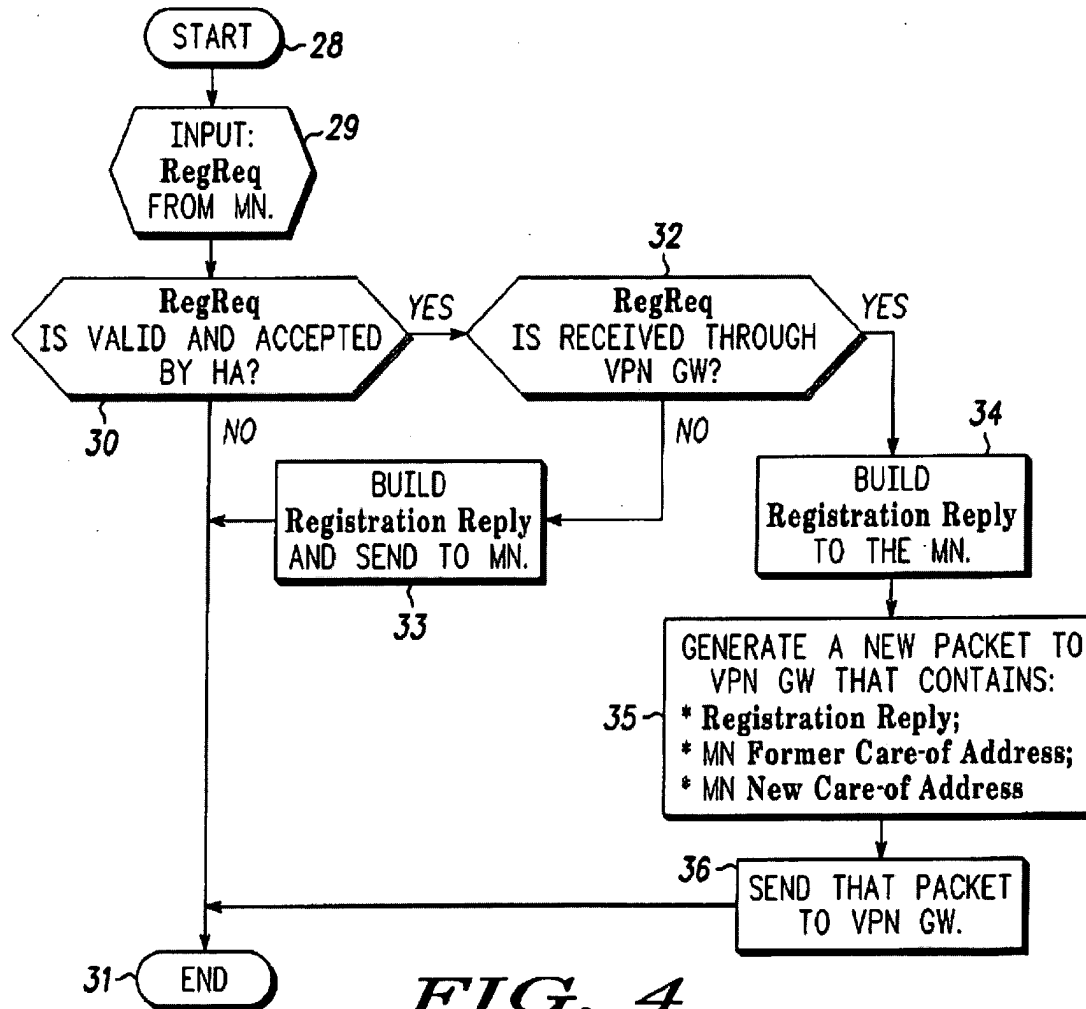 START
28
INPUT:
RegReq
FROM MN.
29
RegReq
IS VALID AND ACCEPTED
BY HA?
30
YES
NO
32
RegReq
IS RECEIVED THROUGH
VPN GW?
YES
NO
BUILD
Registration Reply
AND SEND TO MN.
33
34
BUILD
Registration Reply
TO THE MN.
35
GENERATE A NEW PACKET TO
VPN GW THAT CONTAINS:
* Registration Reply;
* MN Former Care-of Address;
* MN New Care-of Address
36
SEND THAT PACKET
TO VPN GW.
31
END
FIG. 4